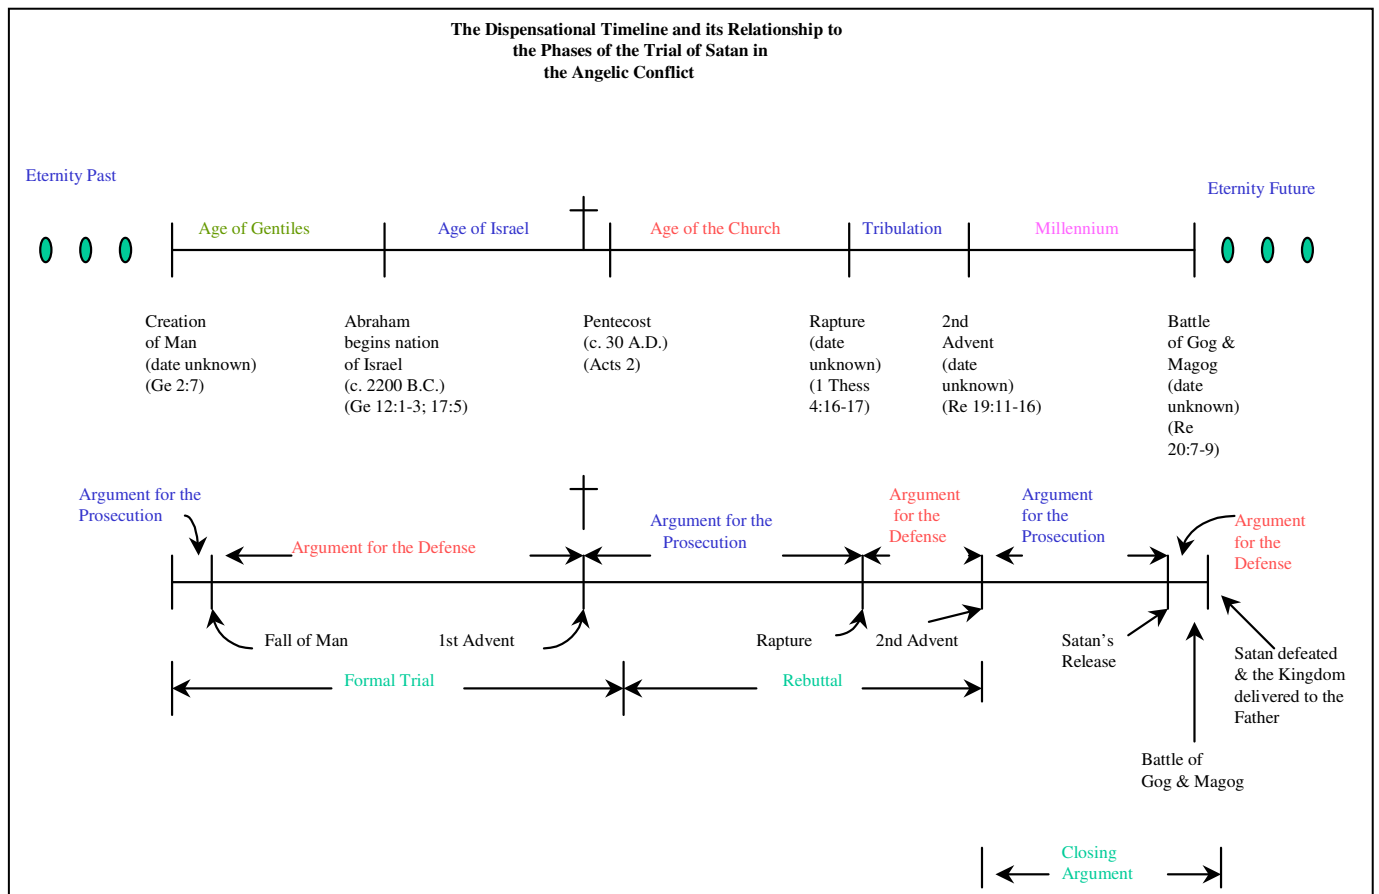 The Dispensational Timeline and its Relationship to
the Phases of the Trial of Satan in
the Angelic Conflict
Eternity Past
Eternity Future
Age of Gentiles
Age of Israel
Age of the Church
Tribulation
Millennium
Creation
of Man
(date unknown)
(Ge 2:7)
Abraham
begins nation
of Israel
(c. 2200 B.C.)
(Ge 12:1-3; 17:5)
Pentecost
(c. 30 A.D.)
(Acts 2)
Rapture
(date
unknown)
(1 Thess
4:16-17)
2nd
Advent
(date
unknown)
(Re 19:11-16)
Battle
of Gog &
Magog
(date
unknown)
(Re
20:7-9)
Argument for the
Prosecution
Argument for the Defense
Argument for the
Prosecution
Argument
for the
Defense
Argument
for the
Prosecution
Argument
for the
Defense
Fall of Man
1st Advent
Rapture
2nd Advent
Satan's
Release
Satan defeated
& the Kingdom
delivered to the
Father
Formal Trial
Rebuttal
Battle of
Gog & Magog
Closing
Argument